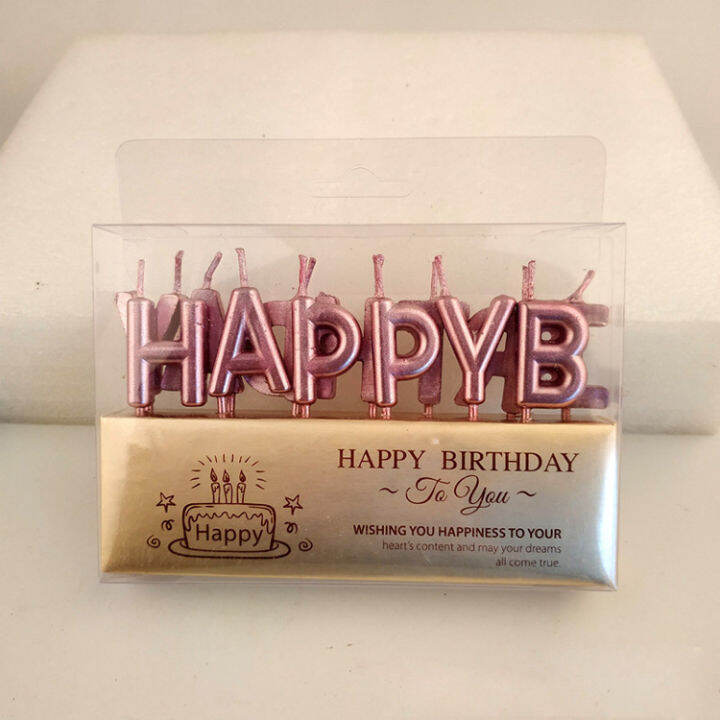 HAPPYB
HAPPY BIRTHDAY
~ To You ~
Happy
WISHING YOU HAPPINESS TO YOUR
heart's content and may your dreams
all come true.